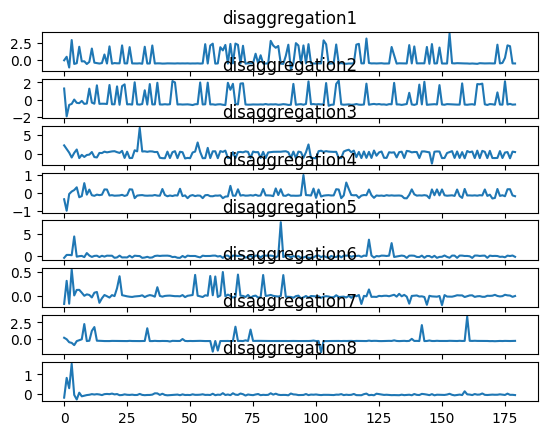 disaggregation1
2.5
0.0
disaggregation2
2
0
−2
disaggregation3
5
0
disaggregation4
1
0
−1
disaggregation5
5
0
disaggregation6
0.5
0.0
disaggregation7
2.5
0.0
disaggregation8
1
0
0 25 50 75 100 125 150 175